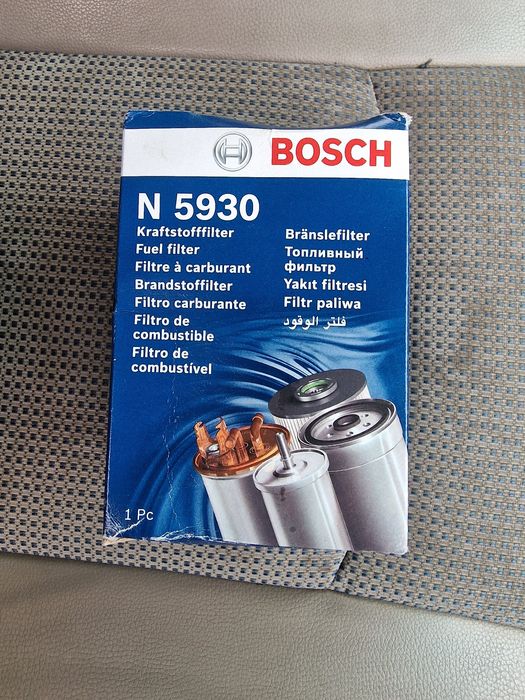 BOSCH
N 5930
Kraftstofffilter
Fuel filter
Filtre à carburant
Brandstoffilter
Filtro carburante
Filtro de
combustible
Filtro de
combustível
Bränslefilter
Топливный
фильтр
Yakıt filtresi
Filtr paliwa
فلتر الوقود
1 Pc